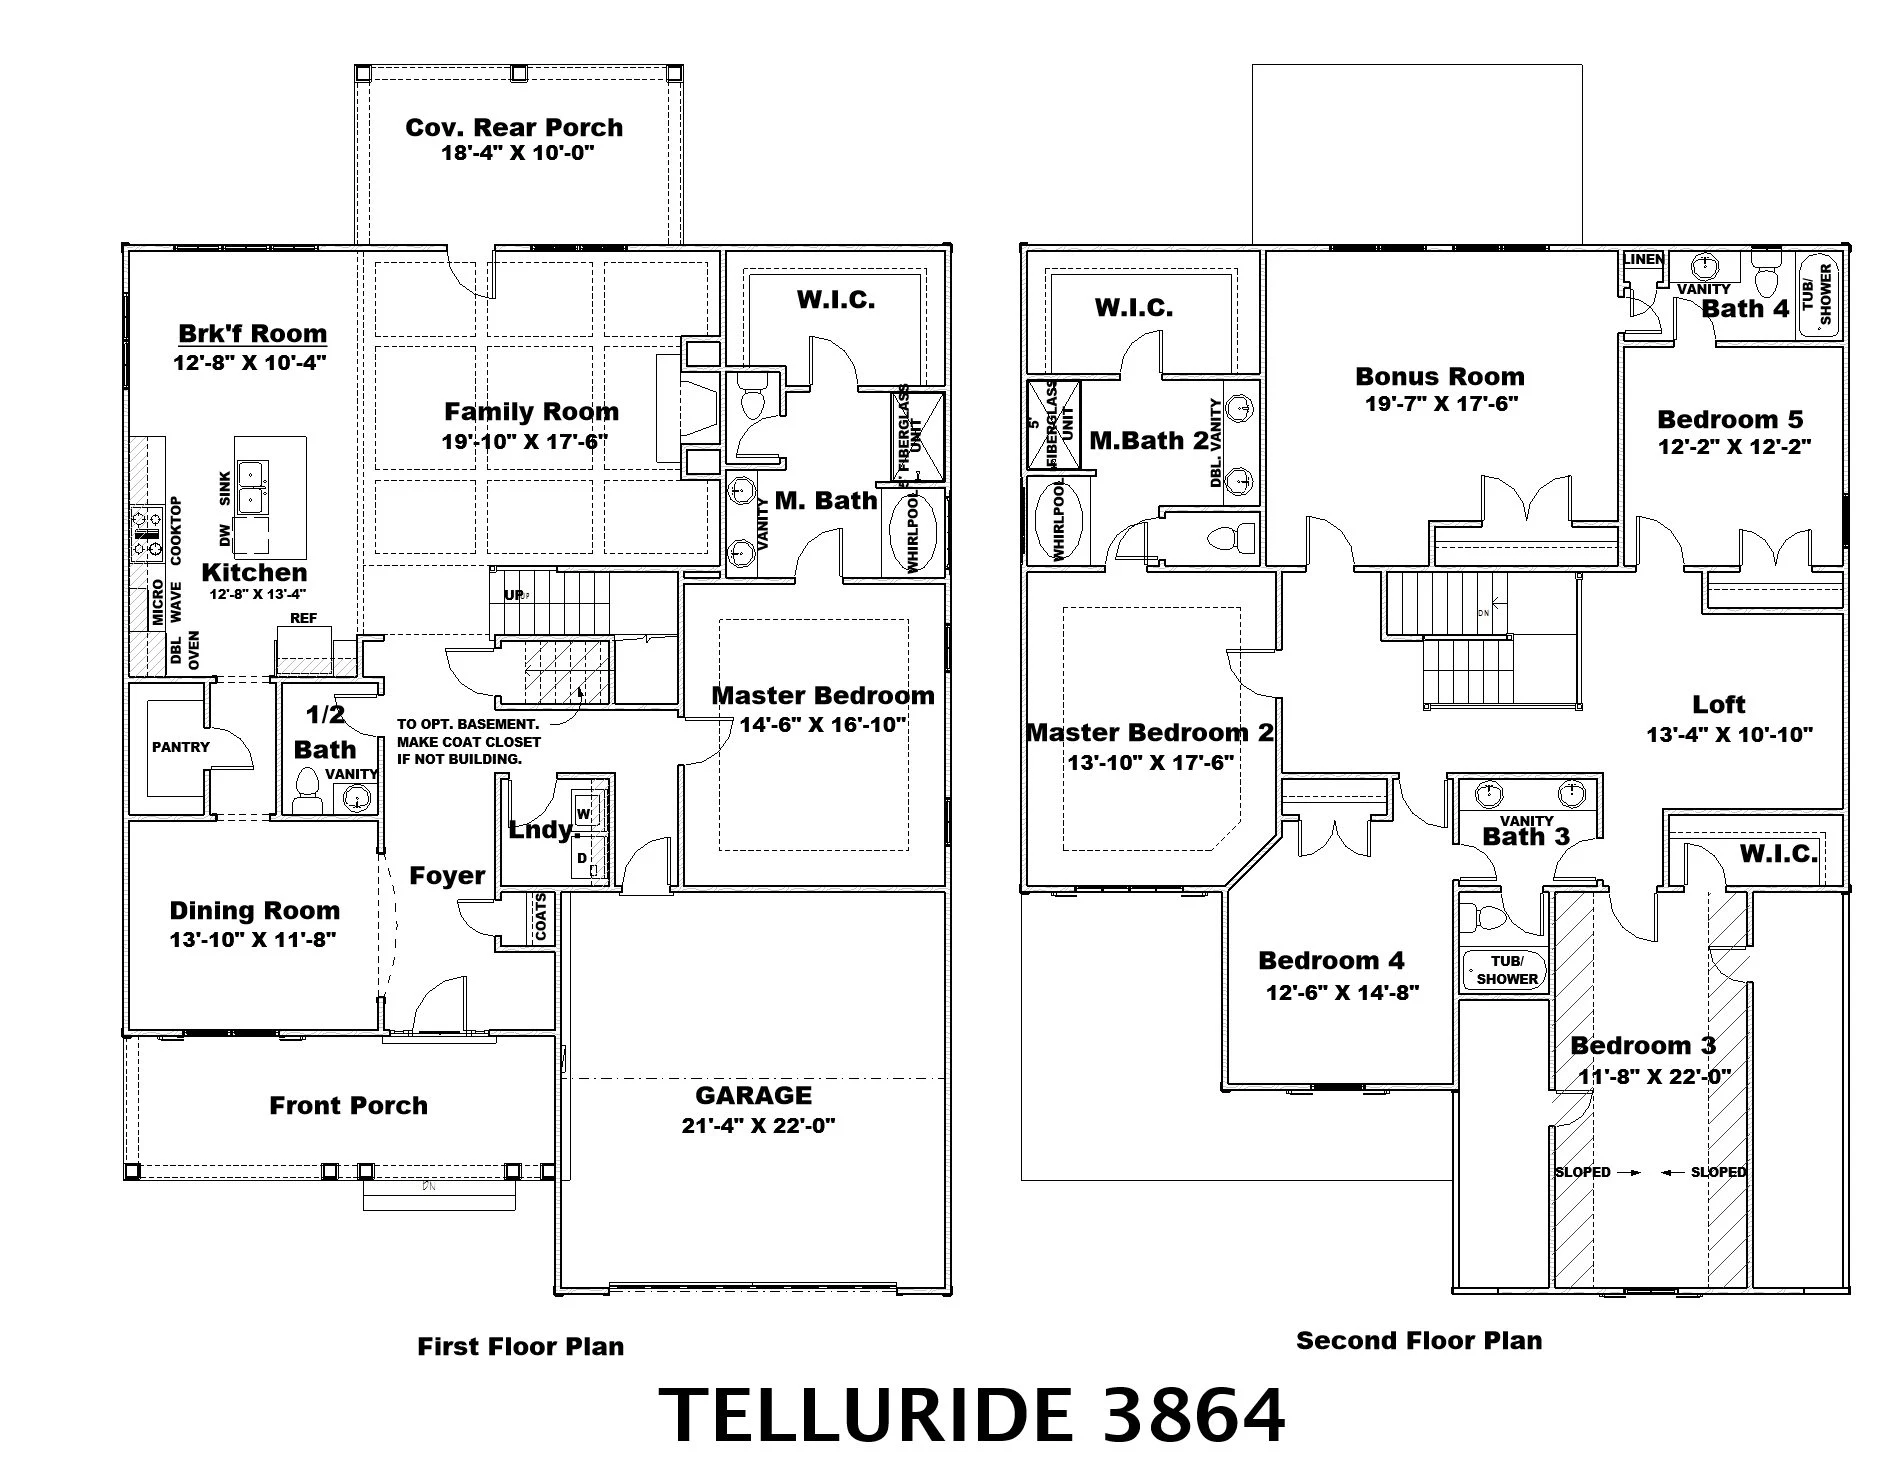 Cov. Rear Porch
18'-4" X 10'-0"
W.I.C.
Brk'f Room
12'-8" X 10'-4"
Family Room
19'-10" X 17'-6"
5' FIBERGLASS
UNIT
M. Bath
VANITY
WHIRLPOOL
SINK
DW
COOKTOP
MICRO WAVE
DBL OVEN
Kitchen
12'-8" X 13'-4"
REF
UP
UP
Master Bedroom
14'-6" X 16'-10"
TO OPT. BASEMENT.
MAKE COAT CLOSET
IF NOT BUILDING.
PANTRY
1/2
Bath
VANITY
W
D
Lndy.
Foyer
COATS
Dining Room
13'-10" X 11'-8"
Front Porch
DN
GARAGE
21'-4" X 22'-0"
First Floor Plan
W.I.C.
5'
FIBERGLASS
UNIT
M.Bath 2
DBL. VANITY
WHIRLPOOL
Bonus Room
19'-7" X 17'-6"
LINEN
VANITY
Bath 4
TUB/
SHOWER
Bedroom 5
12'-2" X 12'-2"
DN
Master Bedroom 2
13'-10" X 17'-6"
Loft
13'-4" X 10'-10"
VANITY
Bath 3
W.I.C.
TUB/
SHOWER
Bedroom 4
12'-6" X 14'-8"
Bedroom 3
11'-8" X 22'-0"
SLOPED
SLOPED
Second Floor Plan
TELLURIDE 3864